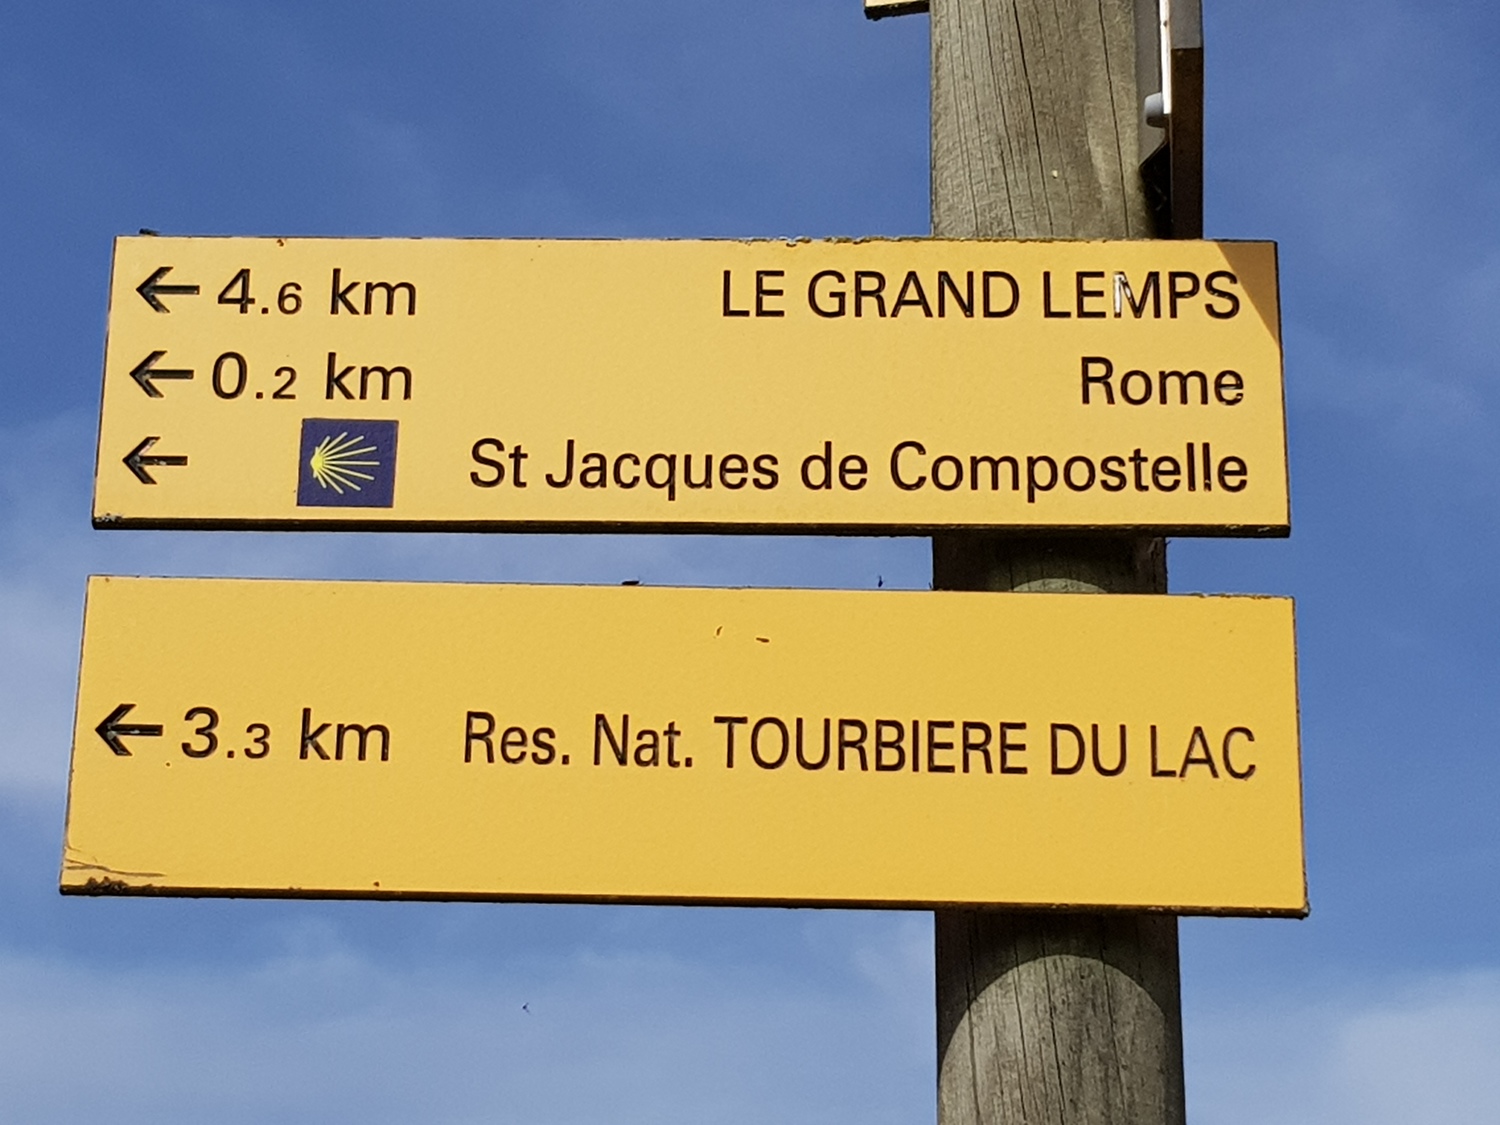 ← 4.6 km LE GRAND LEMPS
← 0.2 km Rome
← St Jacques de Compostelle
← 3.3 km Res. Nat. TOURBIERE DU LAC